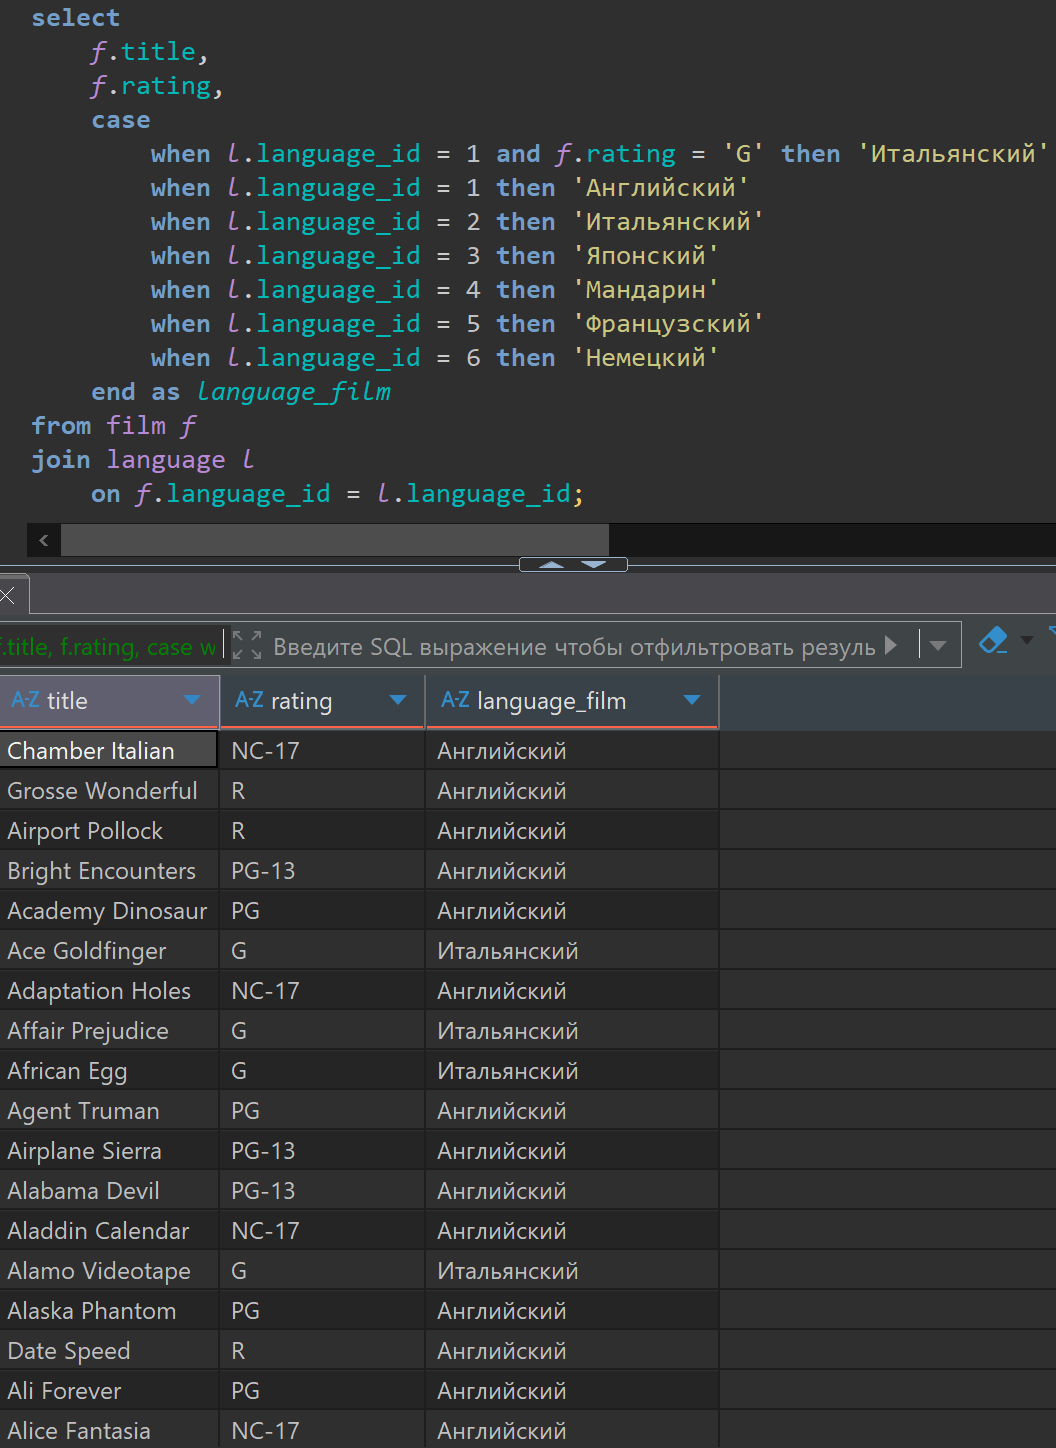 select
f.title,
f.rating,
case
when l.language_id = 1 and f.rating = 'G' then 'Итальянский'
when l.language_id = 1 then 'Английский'
when l.language_id = 2 then 'Итальянский'
when l.language_id = 3 then 'Японский'
when l.language_id = 4 then 'Мандарин'
when l.language_id = 5 then 'Французский'
when l.language_id = 6 then 'Немецкий'
end as language_film
from film f
join language l
on f.language_id = l.language_id;
f.title, f.rating, case w Введите SQL выражение чтобы отфильтровать резуль
A-Z title A-Z rating A-Z language_film
Chamber Italian NC-17 Английский
Grosse Wonderful R Английский
Airport Pollock R Английский
Bright Encounters PG-13 Английский
Academy Dinosaur PG Английский
Ace Goldfinger G Итальянский
Adaptation Holes NC-17 Английский
Affair Prejudice G Итальянский
African Egg G Итальянский
Agent Truman PG Английский
Airplane Sierra PG-13 Английский
Alabama Devil PG-13 Английский
Aladdin Calendar NC-17 Английский
Alamo Videotape G Итальянский
Alaska Phantom PG Английский
Date Speed R Английский
Ali Forever PG Английский
Alice Fantasia NC-17 Английский